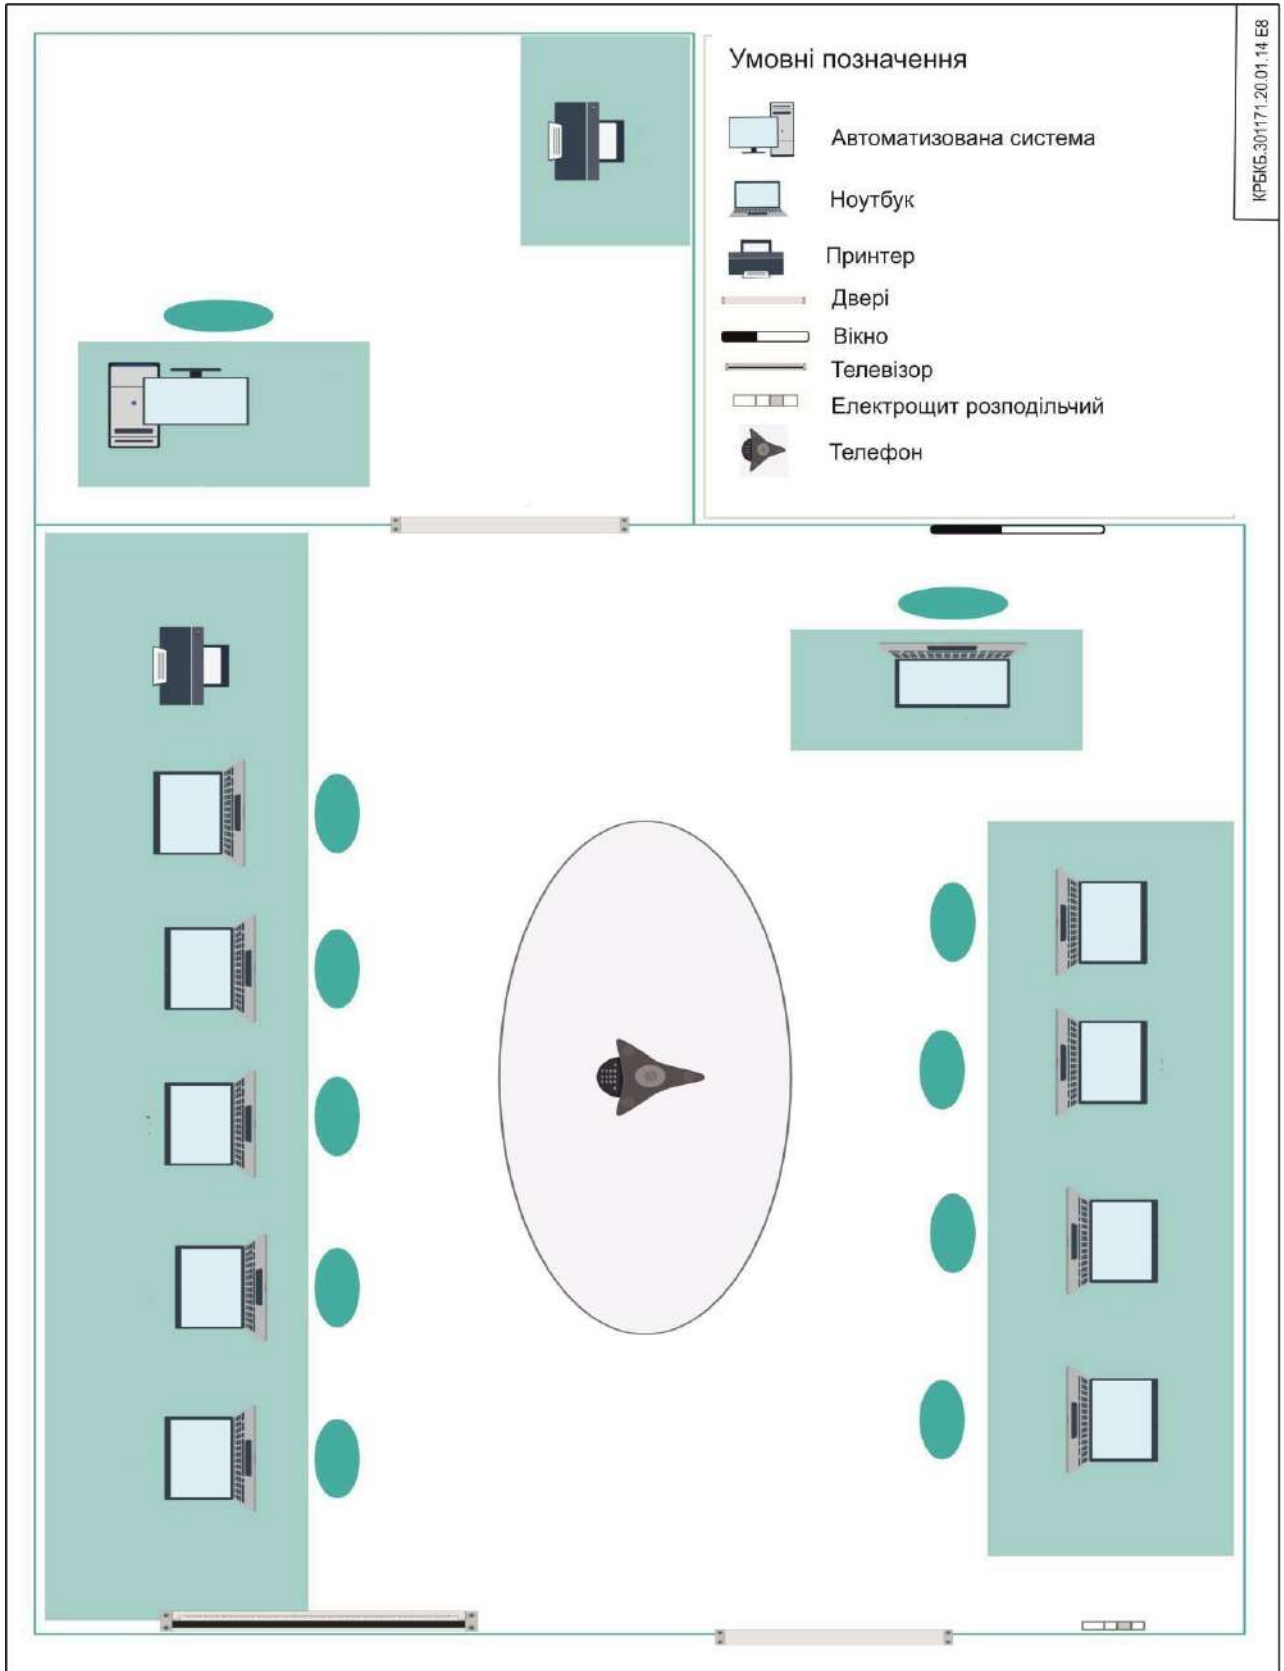 Умовні позначення
Автоматизована система
Ноутбук
Принтер
Двері
Вікно
Телевізор
Електрощит розподільчий
Телефон
КРБКБ.301171.20.01.14 Е8